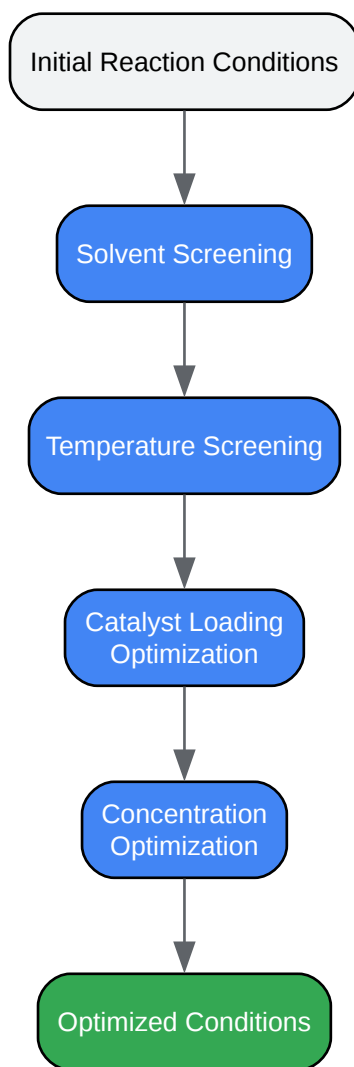 Initial Reaction Conditions
Solvent Screening
Temperature Screening
Catalyst Loading
Optimization
Concentration
Optimization
Optimized Conditions